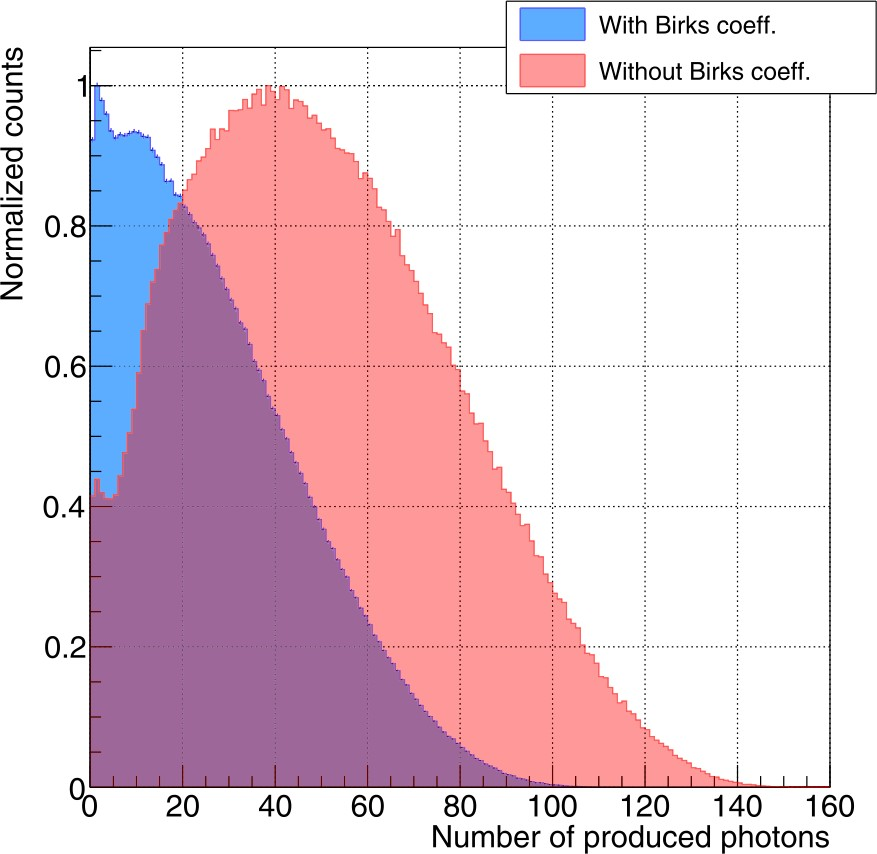 With Birks coeff.
Without Birks coeff.
Normalized counts
1
0.8
0.6
0.4
0.2
0
0 20 40 60 80 100 120 140 160
Number of produced photons